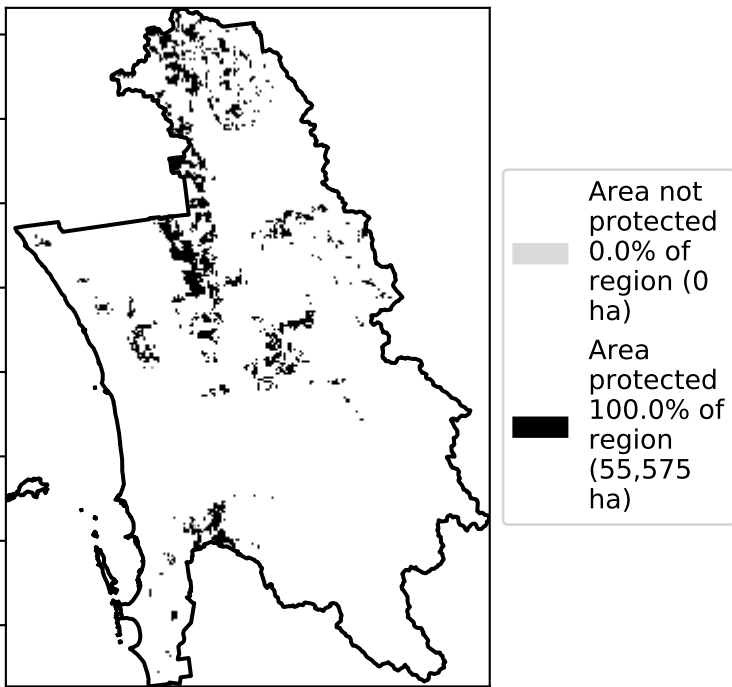 Area not
protected
0.0% of
region (0
ha)
Area
protected
100.0% of
region
(55,575
ha)